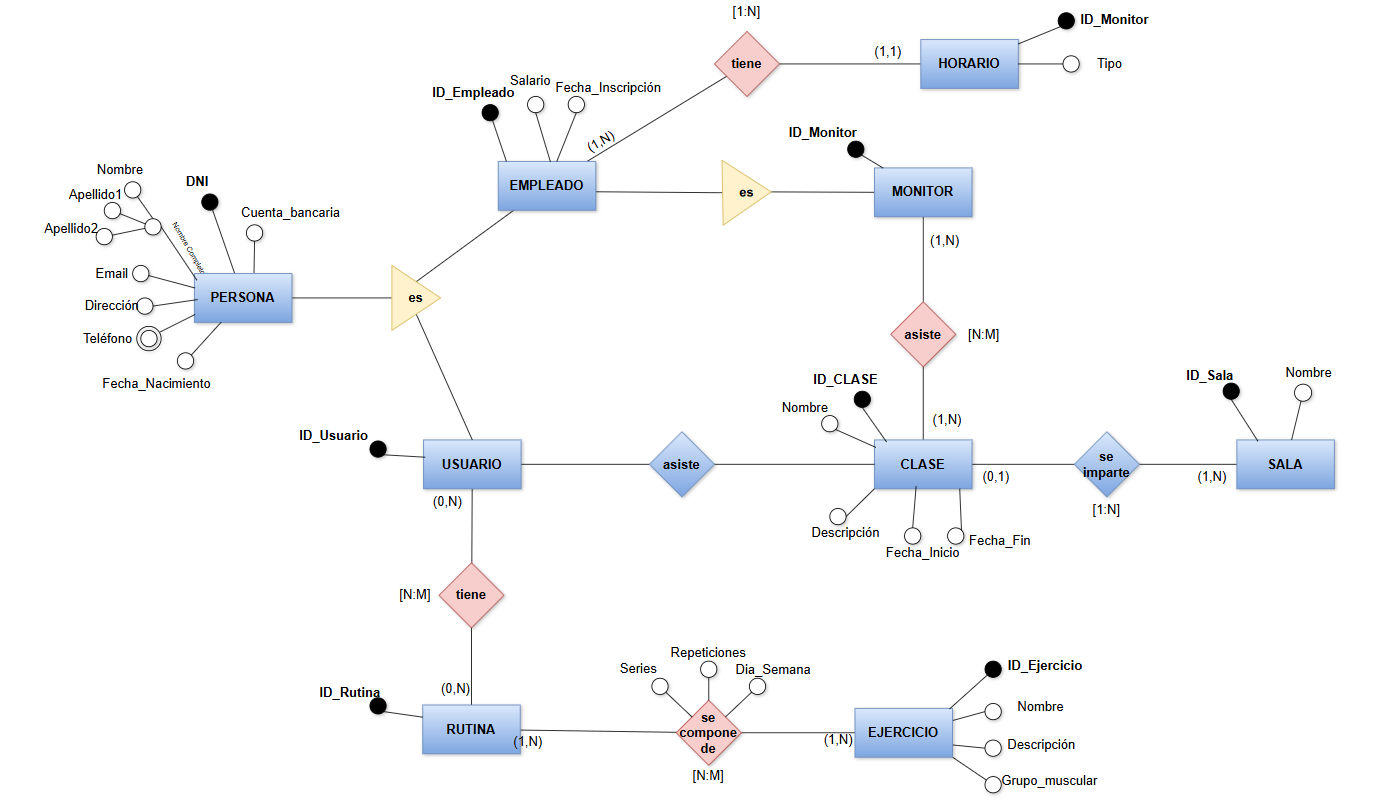 [1:N]
ID_Monitor
(1,1)
tiene
HORARIO
Tipo
Salario
Fecha_Inscripción
ID_Empleado
(1,N)
ID_Monitor
EMPLEADO
es
MONITOR
Nombre
DNI
Apellido1
Cuenta_bancaria
Apellido2
Nombre Completo
(1,N)
Email
PERSONA
es
Dirección
Teléfono
asiste
[N:M]
Fecha_Nacimiento
ID_CLASE
Nombre
(1,N)
ID_Sala
Nombre
ID_Usuario
USUARIO
asiste
CLASE
se
imparte
SALA
(0,N)
(0,1)
(1,N)
[1:N]
Descripción
Fecha_Inicio
Fecha_Fin
[N:M]
tiene
(0,N)
ID_Rutina
Series
Repeticiones
Dia_Semana
ID_Ejercicio
Nombre
RUTINA
(1,N)
se
compone
de
(1,N)
EJERCICIO
Descripción
[N:M]
Grupo_muscular